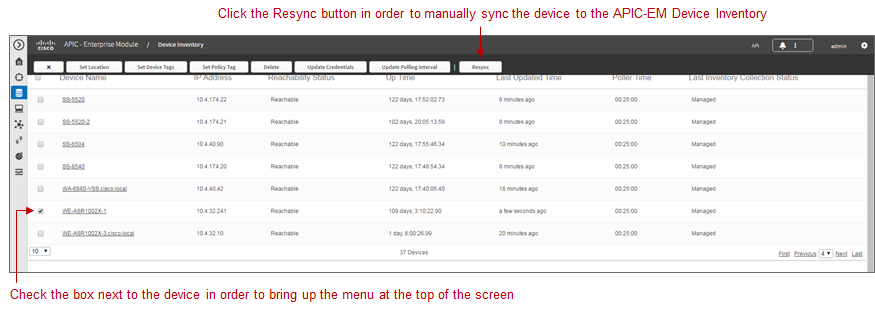 Click the Resync button in order to manually sync the device to the APIC-EM Device Inventory
CISCO APIC - Enterprise Module / Device Inventory API 1 admin
✖ Set Location Set Device Tags Set Policy Tag Delete Update Credentials Update Polling Interval | Resync
Device Name IP Address Reachability Status Up Time Last Updated Time Poller Time Last Inventory Collection Status
SS-5520 10.4.174.22 Reachable 122 days, 17:52:02.73 8 minutes ago 00:25:00 Managed
SS-5520-2 10.4.174.21 Reachable 102 days, 20:05:13.59 8 minutes ago 00:25:00 Managed
SS-6504 10.4.40.90 Reachable 122 days, 17:55:46.34 10 minutes ago 00:25:00 Managed
SS-8540 10.4.174.20 Reachable 122 days, 17:48:54.34 8 minutes ago 00:25:00 Managed
WA-6880-VSS.cisco.local 10.4.40.42 Reachable 122 days, 17:40:05.40 18 minutes ago 00:25:00 Managed
WE-ASR1002X-1 10.4.32.241 Reachable 109 days, 3:10:22.90 a few seconds ago 00:25:00 Managed
WE-ASR1002X-3.cisco.local 10.4.32.10 Reachable 1 day, 6:00:26.99 20 minutes ago 00:25:00 Managed
10 37 Devices First Previous 4 Next Last
Check the box next to the device in order to bring up the menu at the top of the screen